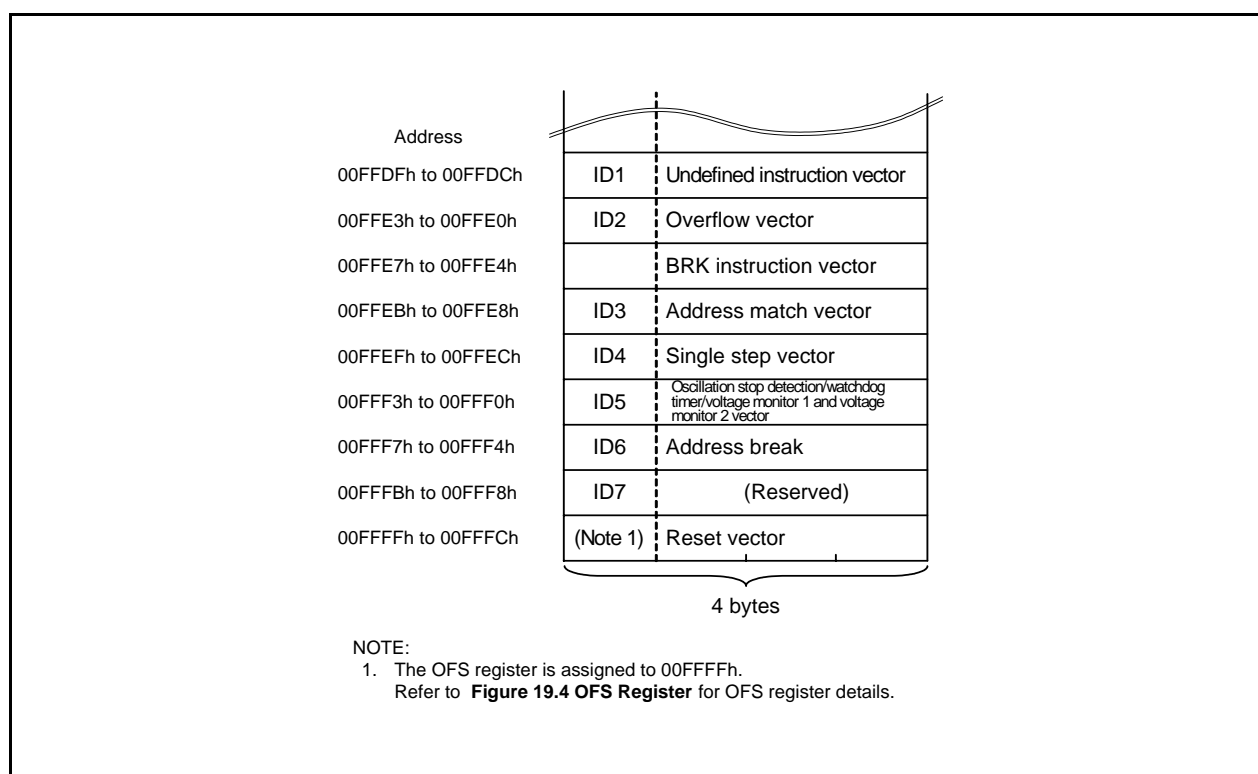 Address
00FFDFh to 00FFDCh ID1 Undefined instruction vector
00FFE3h to 00FFE0h ID2 Overflow vector
00FFE7h to 00FFE4h BRK instruction vector
00FFEBh to 00FFE8h ID3 Address match vector
00FFEFh to 00FFECh ID4 Single step vector
00FFF3h to 00FFF0h ID5 Oscillation stop detection/watchdog
timer/voltage monitor 1 and voltage
monitor 2 vector
00FFF7h to 00FFF4h ID6 Address break
00FFFBh to 00FFF8h ID7 (Reserved)
00FFFFh to 00FFFCh (Note 1) Reset vector
4 bytes
NOTE:
1. The OFS register is assigned to 00FFFFh.
Refer to Figure 19.4 OFS Register for OFS register details.